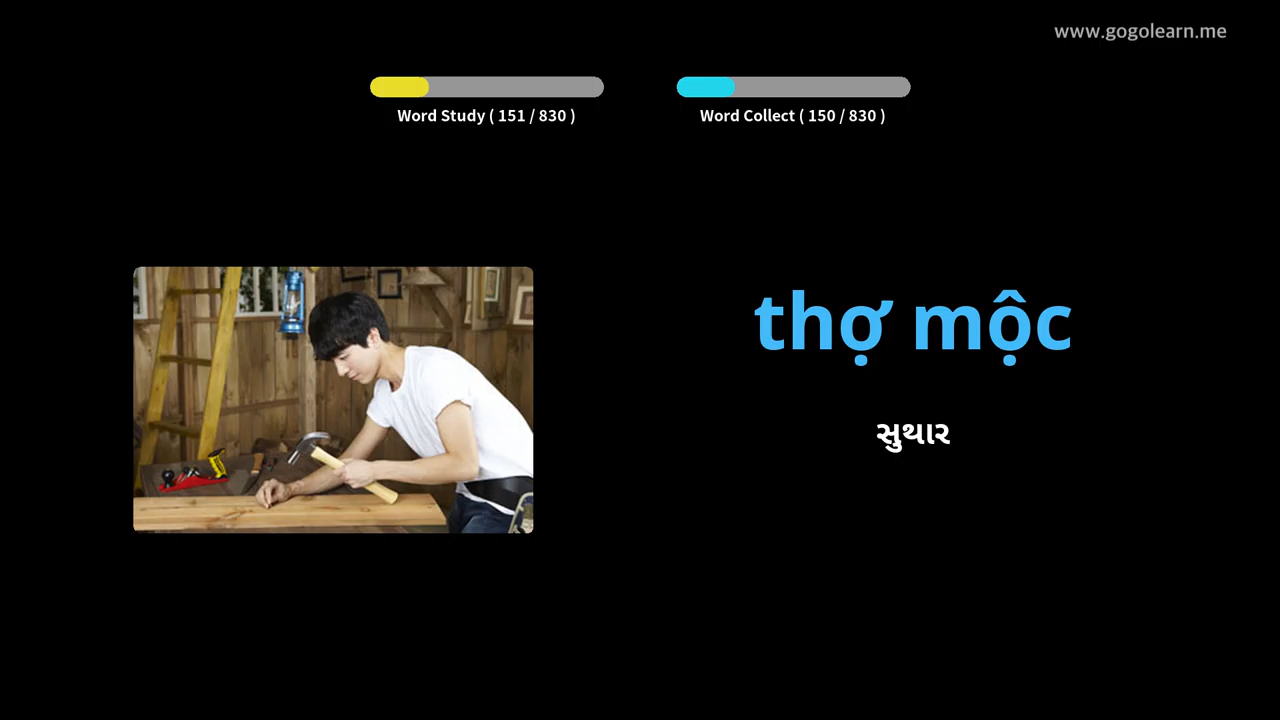 www.gogolearn.me
Word Study ( 151 / 830 )
Word Collect ( 150 / 830 )
thợ mộc
સુથાર